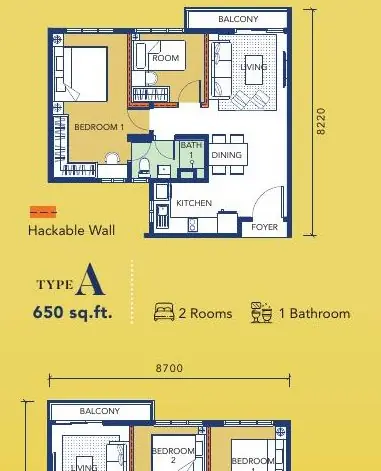 BALCONY
ROOM
LIVING
8220
BEDROOM 1
BATH
1
DINING
KITCHEN
FOYER
Hackable Wall
TYPE A
650 sq.ft.
2 Rooms
1 Bathroom
8700
BALCONY
LIVING
BEDROOM
2
BEDROOM
1